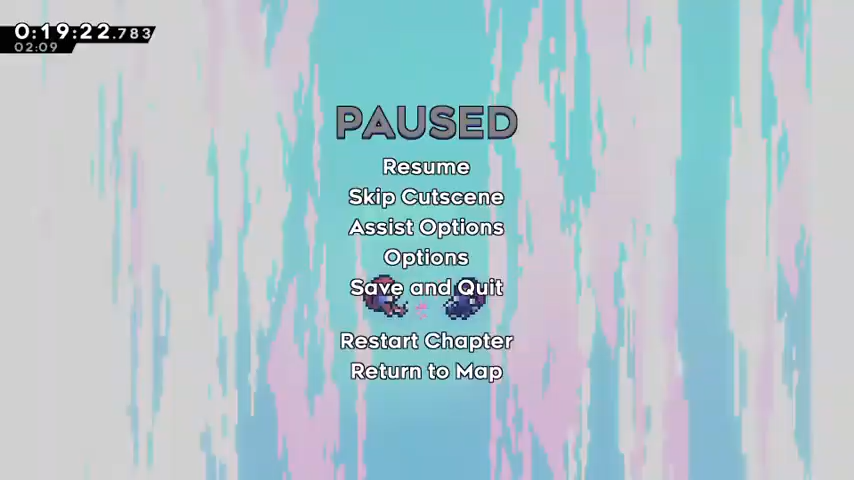 0:19:22.783
02:09
PAUSED
Resume
Skip Cutscene
Assist Options
Options
Save and Quit
Restart Chapter
Return to Map